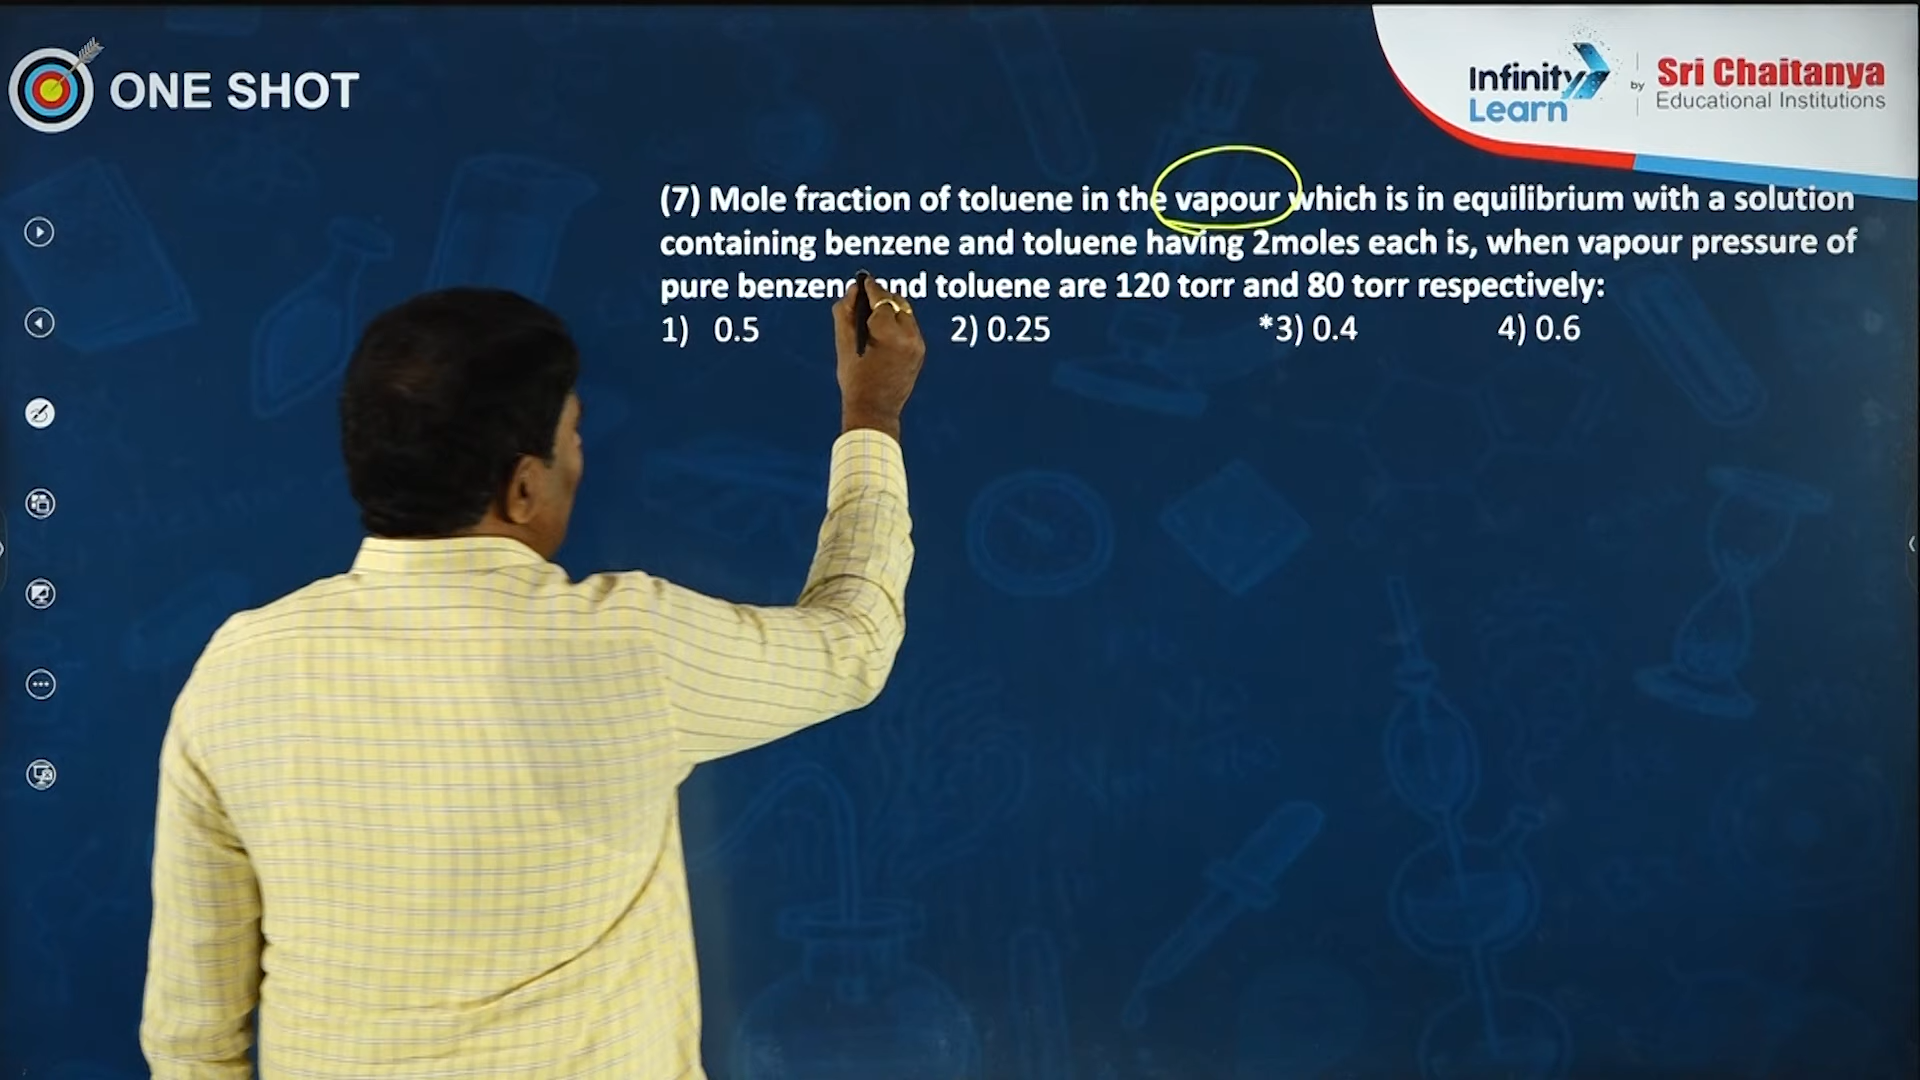 ONE SHOT
Infinity Learn
by
Sri Chaitanya
Educational Institutions
(7) Mole fraction of toluene in the vapour which is in equilibrium with a solution
containing benzene and toluene having 2moles each is, when vapour pressure of
pure benzene and toluene are 120 torr and 80 torr respectively:
1) 0.5 2) 0.25 *3) 0.4 4) 0.6